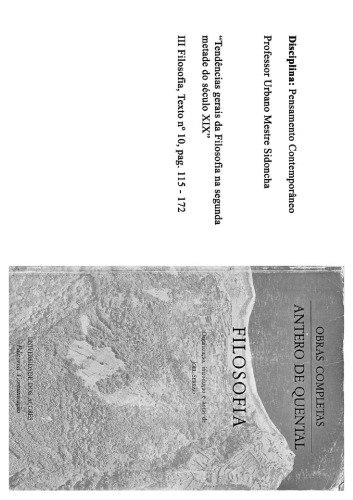 Disciplina: Pensamento Contemporâneo
Professor Urbano Mestre Sidoncha
“Tendências gerais da Filosofia na segunda
metade do século XIX”
III Filosofia, Texto nº 10, pag. 115 - 172
OBRAS COMPLETAS
ANTERO DE QUENTAL
FILOSOFIA
Organização, introdução e notas de
Joel Serrão
UNIVERSIDADE DOS AÇORES
Editorial Comunicação